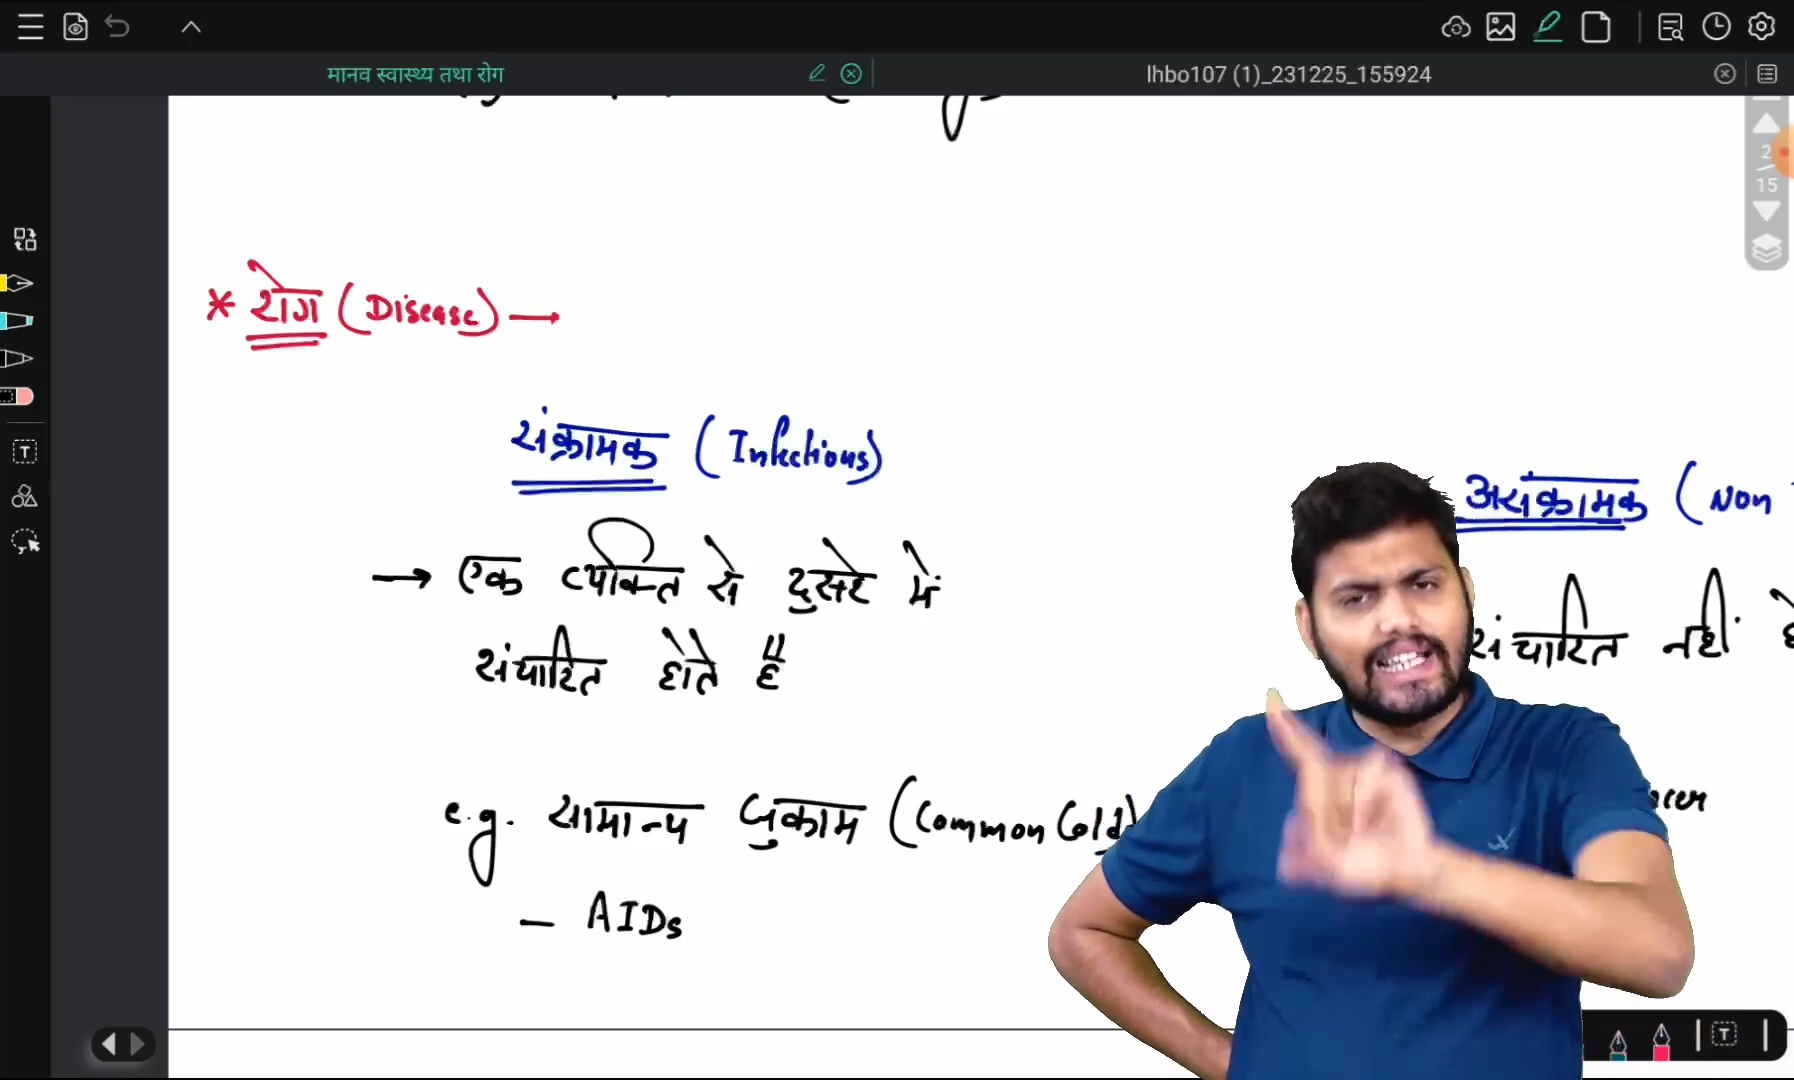 मानव स्वास्थ्य तथा रोग
lhbo107 (1)_231225_155924
2
15
* रोग (Disease) →
संक्रामक (Infectious)
असंक्रामक (Non
→ एक व्यक्ति से दुसरे में
संचारित होते है
संचारित नही
e.g. सामान्य जुकाम (Common Cold)
- AIDs